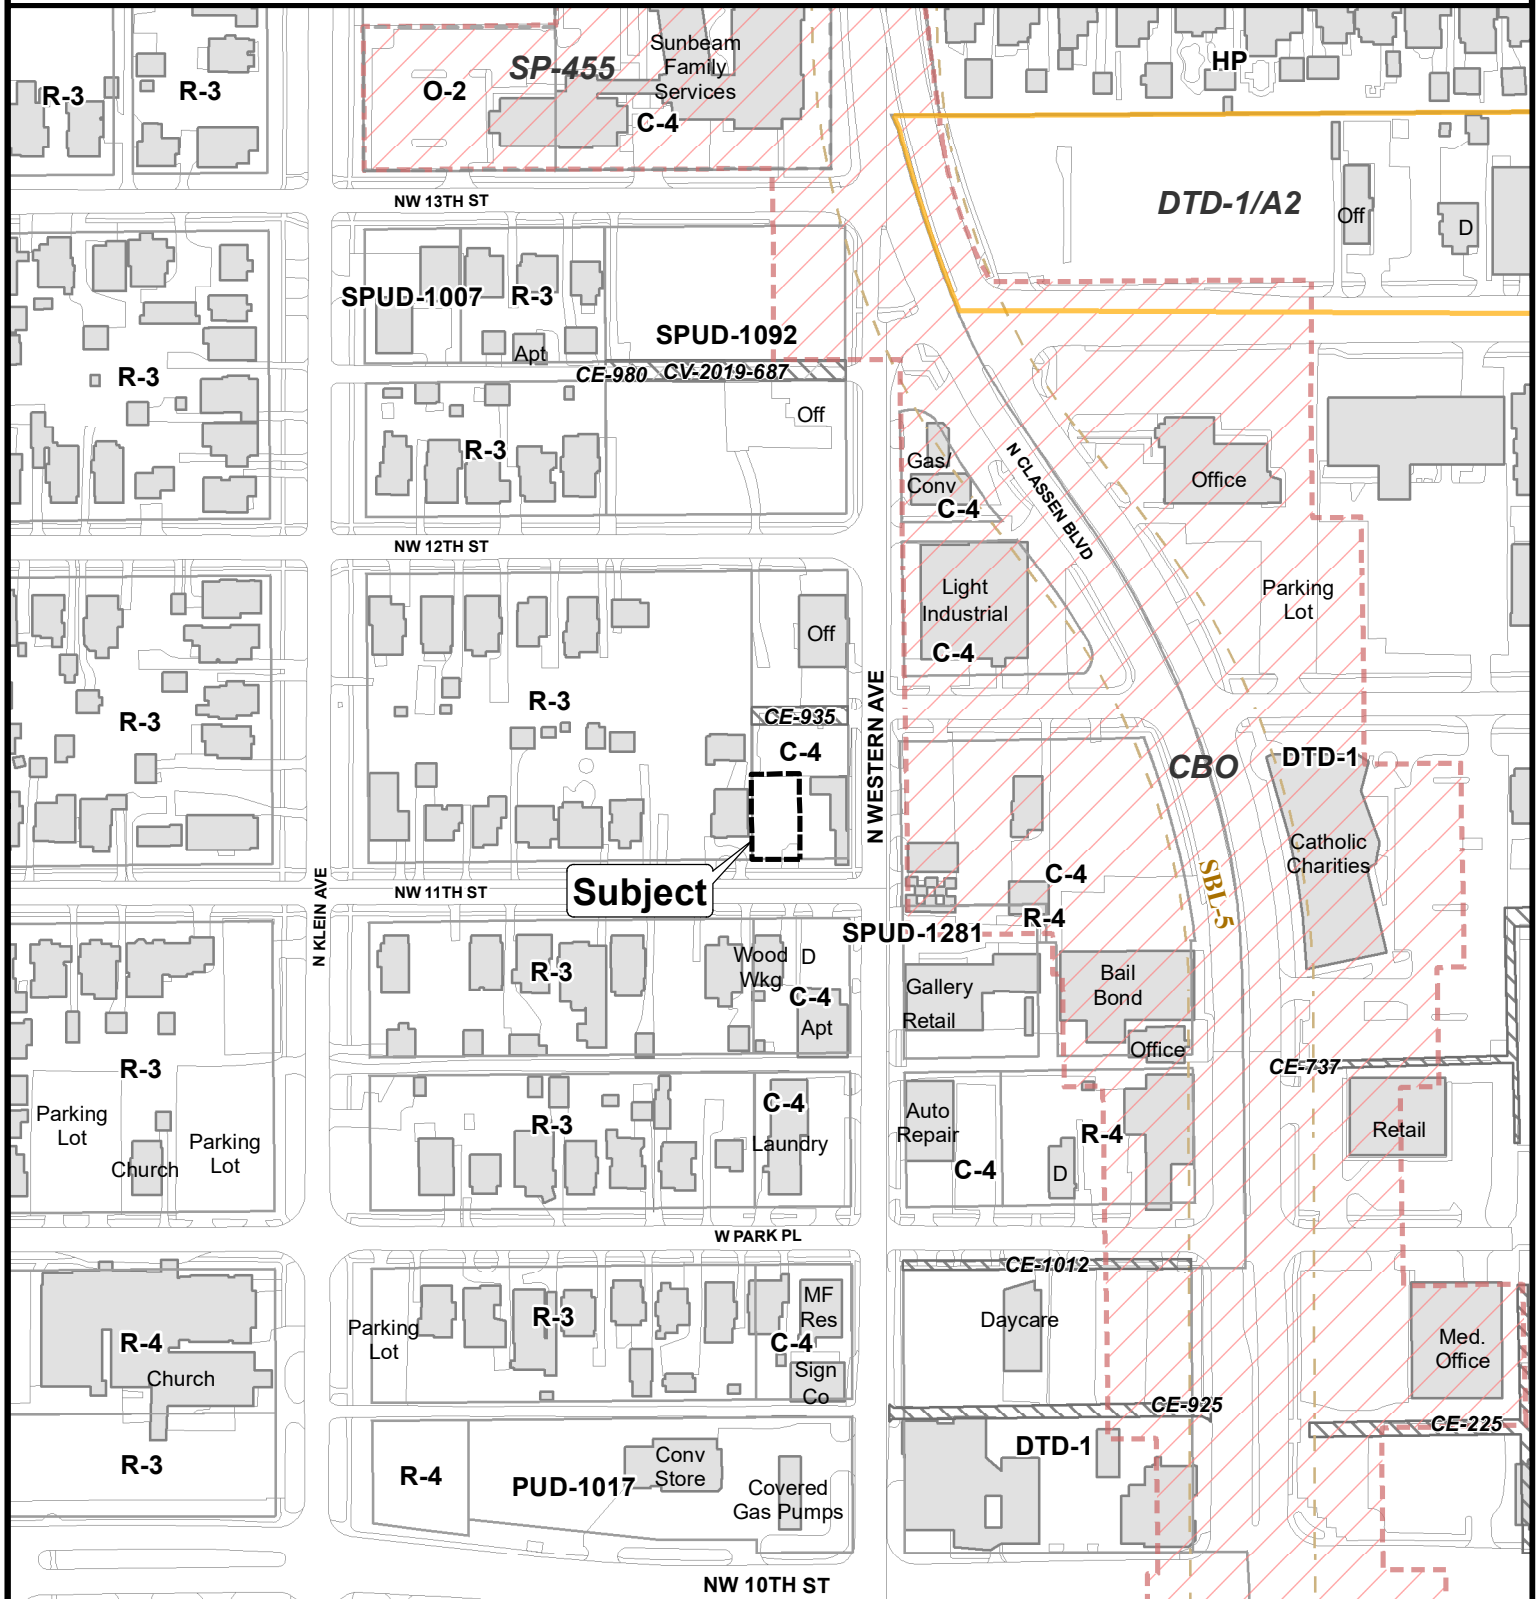 Sunbeam
Family
Services
SP-455
O-2
C-4
R-3
R-3
HP
NW 13TH ST
DTD-1/A2
Off
D
SPUD-1007
R-3
Apt
SPUD-1092
CE-980
CV-2019-687
R-3
Off
R-3
Gas/
Conv
C-4
N CLASSEN BLVD
Office
NW 12TH ST
Light
Industrial
C-4
Parking
Lot
Off
R-3
R-3
CE-935
C-4
N WESTERN AVE
CBO
DTD-1
Catholic
Charities
SBL-5
Subject
NW 11TH ST
N KLEIN AVE
C-4
R-4
SPUD-1281
R-3
Wood
Wkg
D
C-4
Apt
Gallery
Retail
Bail
Bond
Office
R-3
CE-737
Parking
Lot
Church
Parking
Lot
R-3
C-4
Laundry
Auto
Repair
C-4
R-4
D
Retail
W PARK PL
CE-1012
Daycare
R-4
Church
Parking
Lot
R-3
MF
Res
C-4
Sign
Co
Med.
Office
CE-925
CE-225
R-3
R-4
PUD-1017
Conv
Store
Covered
Gas Pumps
DTD-1
NW 10TH ST